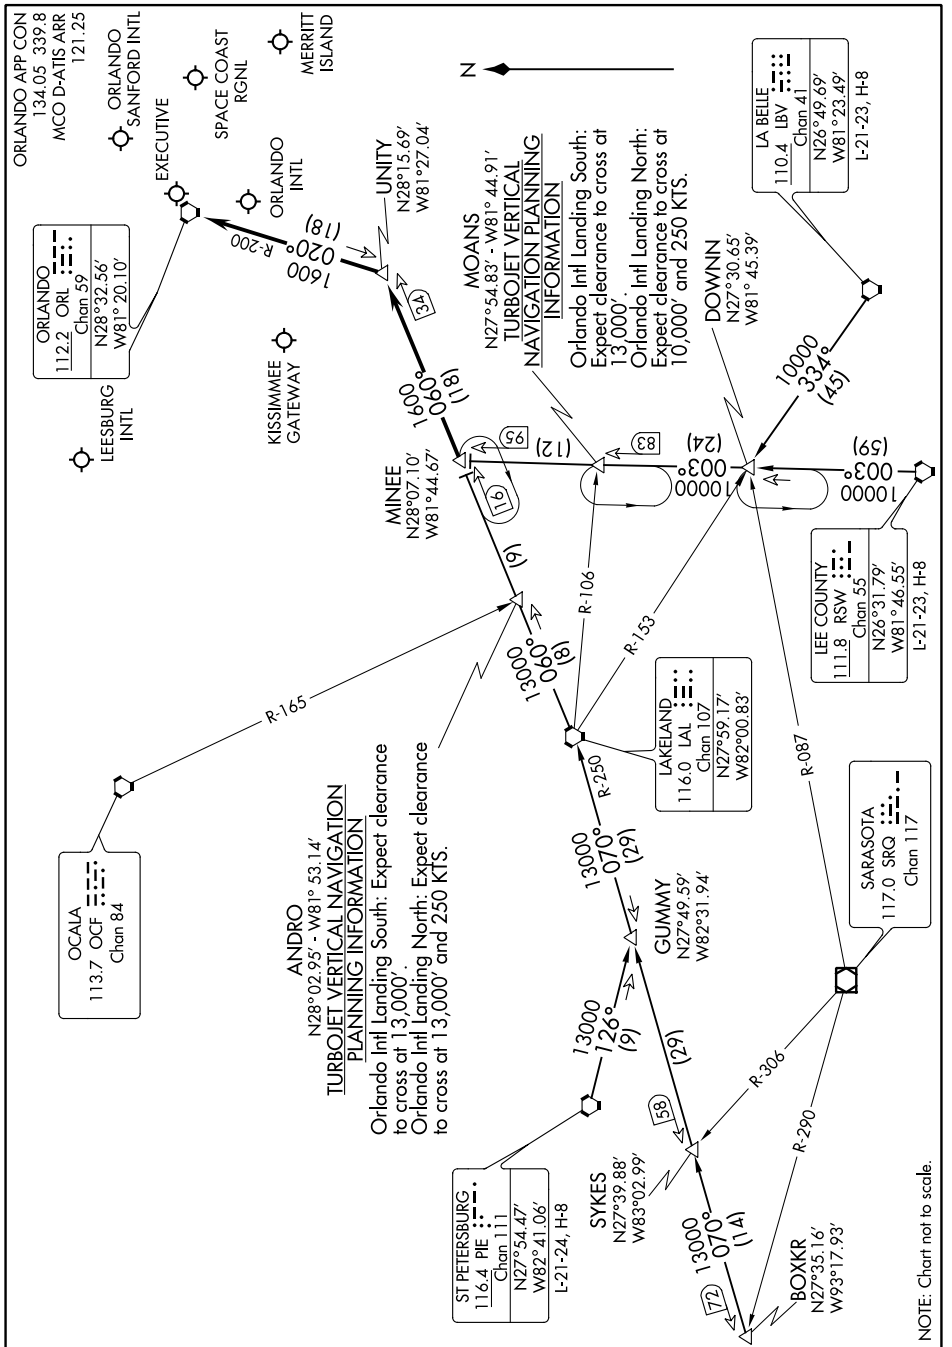 ORLANDO APP CON
134.05 339.8
MCO D-ATIS ARR
121.25
ORLANDO
SANFORD INTL
SPACE COAST
RGNL
MERRITT
ISLAND
EXECUTIVE
ORLANDO
INTL
ORLANDO
112.2 ORL
Chan 59
N28°32.56′
W81°20.10′
LEESBURG
INTL
KISSIMMEE
GATEWAY
R-200
1600
020°
(18)
UNITY
N28°15.69′
W81°27.04′
34
1600
060°
(18)
MINEE
N28°07.10′
W81°44.67′
95
16
(12)
(9)
N
MOANS
N27°54.83′ - W81° 44.91′
TURBOJET VERTICAL
NAVIGATION PLANNING
INFORMATION
Orlando Intl Landing South:
Expect clearance to cross at
13,000′.
Orlando Intl Landing North:
Expect clearance to cross at
10,000′ and 250 KTS.
83
(24)
003°
10000
DOWNN
N27°30.65′
W81°45.39′
LA BELLE
110.4 LBV
Chan 41
N26°49.69′
W81°23.49′
L-21-23, H-8
10000
334°
(45)
(59)
003°
10000
LEE COUNTY
111.8 RSW
Chan 55
N26°31.79′
W81°46.55′
L-21-23, H-8
R-106
R-153
R-165
13000
060°
(8)
LAKELAND
116.0 LAL
Chan 107
N27°59.17′
W82°00.83′
R-250
R-087
OCALA
113.7 OCF
Chan 84
ANDRO
N28°02.95′ - W81° 53.14′
TURBOJET VERTICAL NAVIGATION
PLANNING INFORMATION
Orlando Intl Landing South: Expect clearance
to cross at 13,000′.
Orlando Intl Landing North: Expect clearance
to cross at 13,000′ and 250 KTS.
13000
070°
(29)
GUMMY
N27°49.59′
W82°31.94′
SARASOTA
117.0 SRQ
Chan 117
13000
126°
(9)
(29)
R-306
R-290
ST PETERSBURG
116.4 PIE
Chan 111
N27°54.47′
W82°41.06′
L-21-24, H-8
58
SYKES
N27°39.88′
W83°02.99′
13000
070°
(14)
72
BOXKR
N27°35.16′
W93°17.93′
NOTE: Chart not to scale.